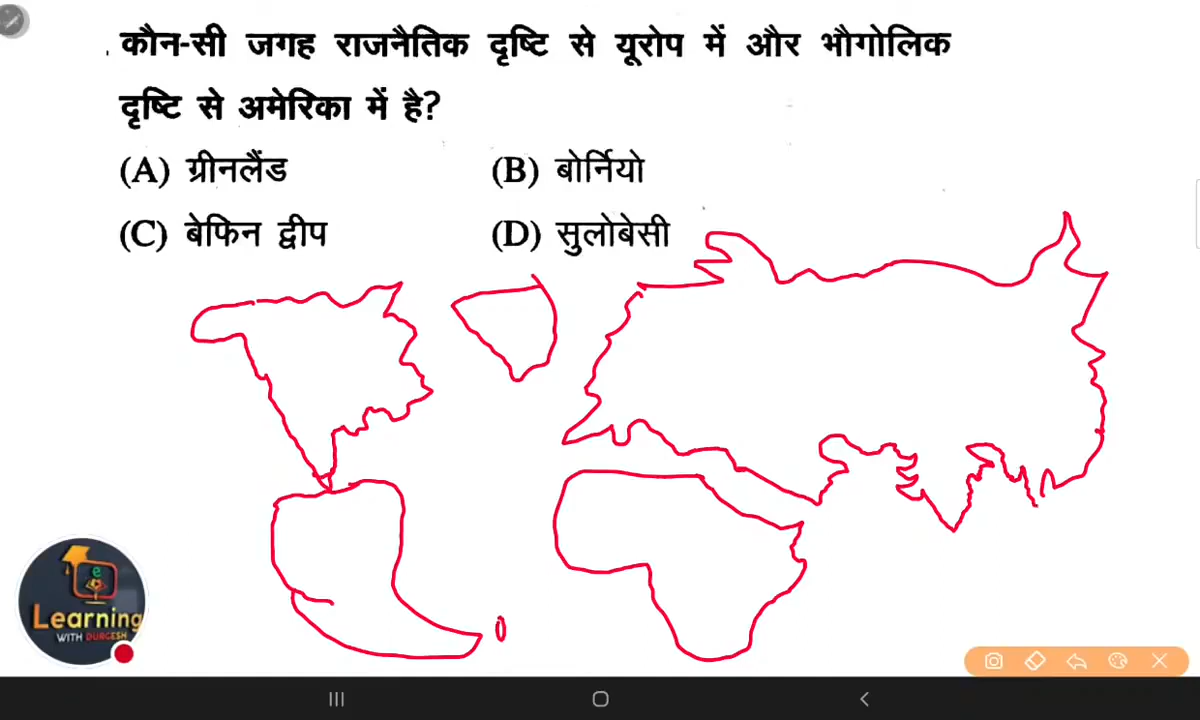 कौन-सी जगह राजनैतिक दृष्टि से यूरोप में और भौगोलिक
दृष्टि से अमेरिका में है?
(A) ग्रीनलैंड (B) बोर्नियो
(C) बेफिन द्वीप (D) सुलोबेसी
e
Learning
WITH DURGESH